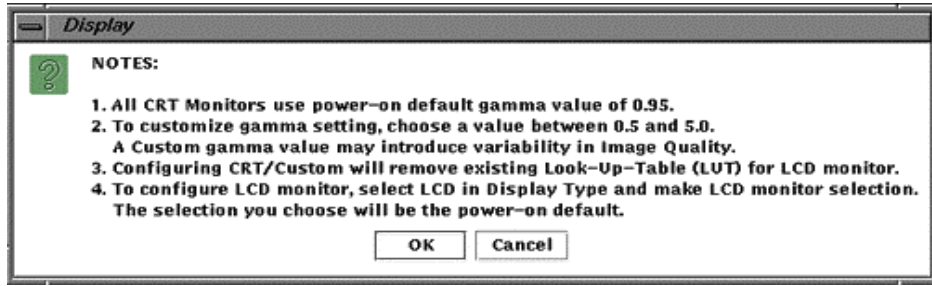 Display
NOTES:
1. All CRT Monitors use power-on default gamma value of 0.95.
2. To customize gamma setting, choose a value between 0.5 and 5.0.
A Custom gamma value may introduce variability in Image Quality.
3. Configuring CRT/Custom will remove existing Look-Up-Table (LUT) for LCD monitor.
4. To configure LCD monitor, select LCD in Display Type and make LCD monitor selection.
The selection you choose will be the power-on default.
OK Cancel